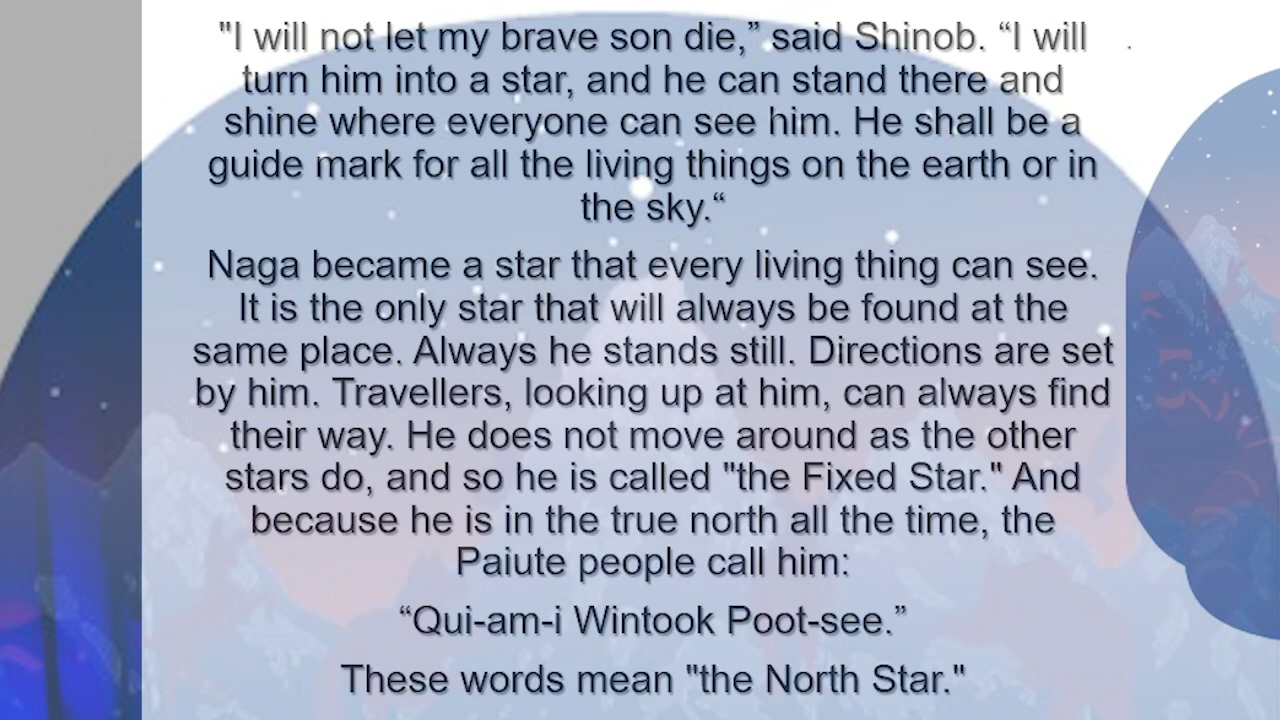 "I will not let my brave son die,” said Shinob. “I will
turn him into a star, and he can stand there and
shine where everyone can see him. He shall be a
guide mark for all the living things on the earth or in
the sky.“
Naga became a star that every living thing can see.
It is the only star that will always be found at the
same place. Always he stands still. Directions are set
by him. Travellers, looking up at him, can always find
their way. He does not move around as the other
stars do, and so he is called "the Fixed Star." And
because he is in the true north all the time, the
Paiute people call him:
“Qui-am-i Wintook Poot-see.”
These words mean "the North Star."